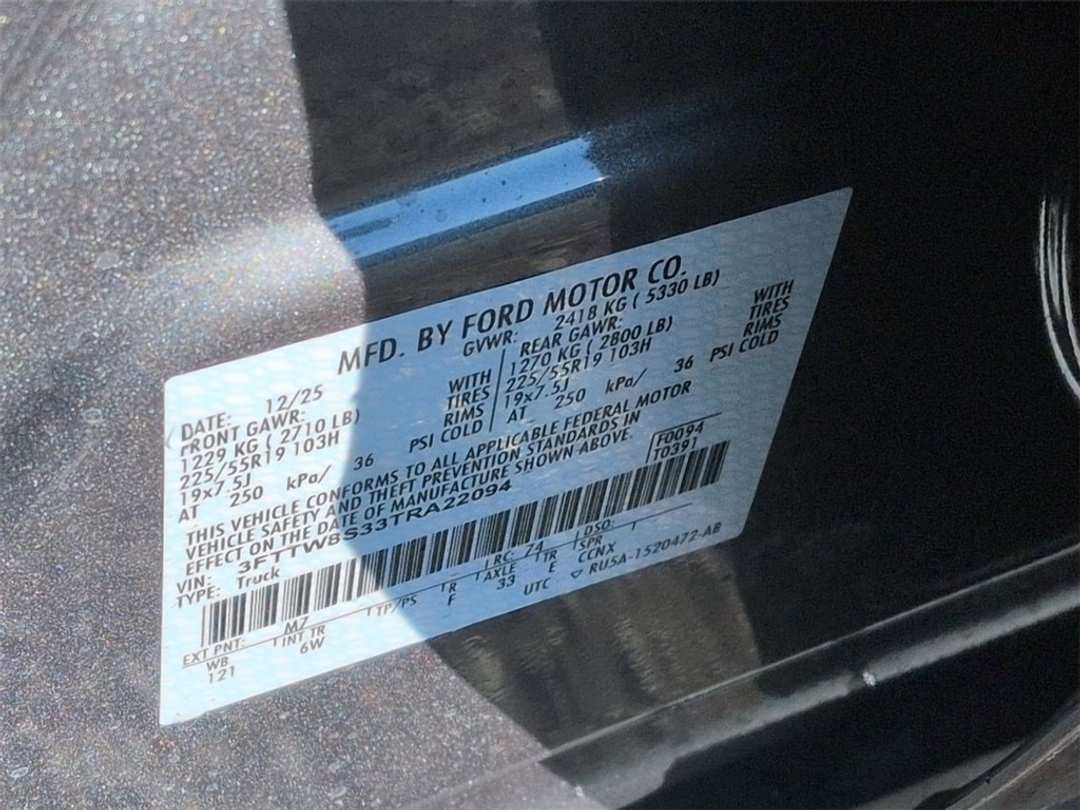 MFD. BY FORD MOTOR CO.
DATE: 12/25 GVWR: 2418 KG ( 5330 LB)
FRONT GAWR: REAR GAWR:
1229 KG ( 2710 LB) WITH 1270 KG ( 2800 LB) WITH
225/55R19 103H TIRES 225/55R19 103H TIRES
19x7.5J RIMS 19x7.5J RIMS
AT 250 kPa/ 36 PSI COLD AT 250 kPa/ 36 PSI COLD
THIS VEHICLE CONFORMS TO ALL APPLICABLE FEDERAL MOTOR
VEHICLE SAFETY AND THEFT PREVENTION STANDARDS IN
EFFECT ON THE DATE OF MANUFACTURE SHOWN ABOVE.
F0094
T0391
VIN: 3FTTW8S33TRA22094
TYPE: Truck
EXT PNT: M7 RC: 74 DSO:
WB INT TR TP/PS R AXLE TR SPR
121 6W F 33 E CCNX
UTC RU5A-1520472-AB